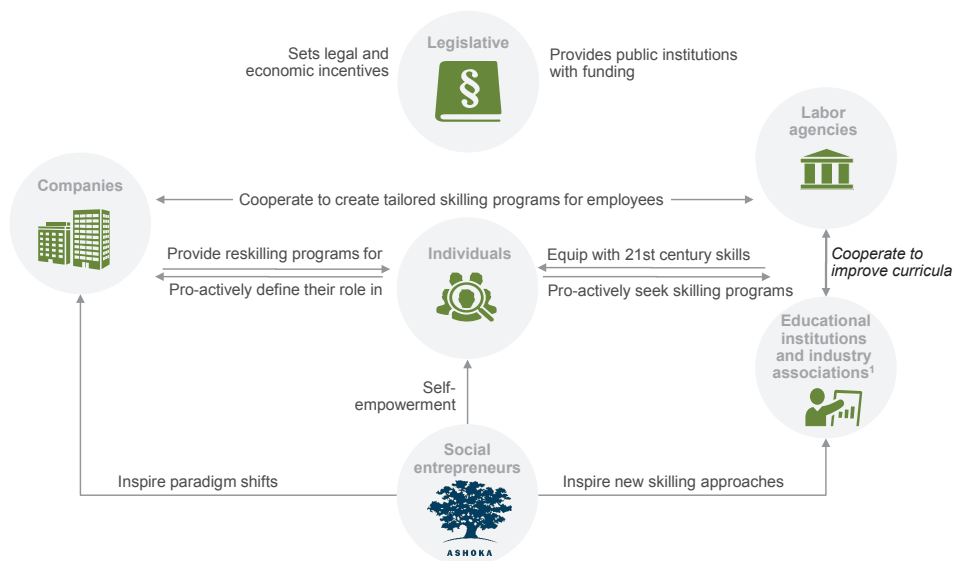 Legislative
Sets legal and
economic incentives
§
Provides public institutions
with funding
Labor
agencies
Companies
Cooperate to create tailored skilling programs for employees
Provide reskilling programs for
Pro-actively define their role in
Individuals
Equip with 21st century skills
Pro-actively seek skilling programs
Cooperate to
improve curricula
Educational
institutions
and industry
associations¹
Self-
empowerment
Social
entrepreneurs
Inspire paradigm shifts
Inspire new skilling approaches
ASHOKA